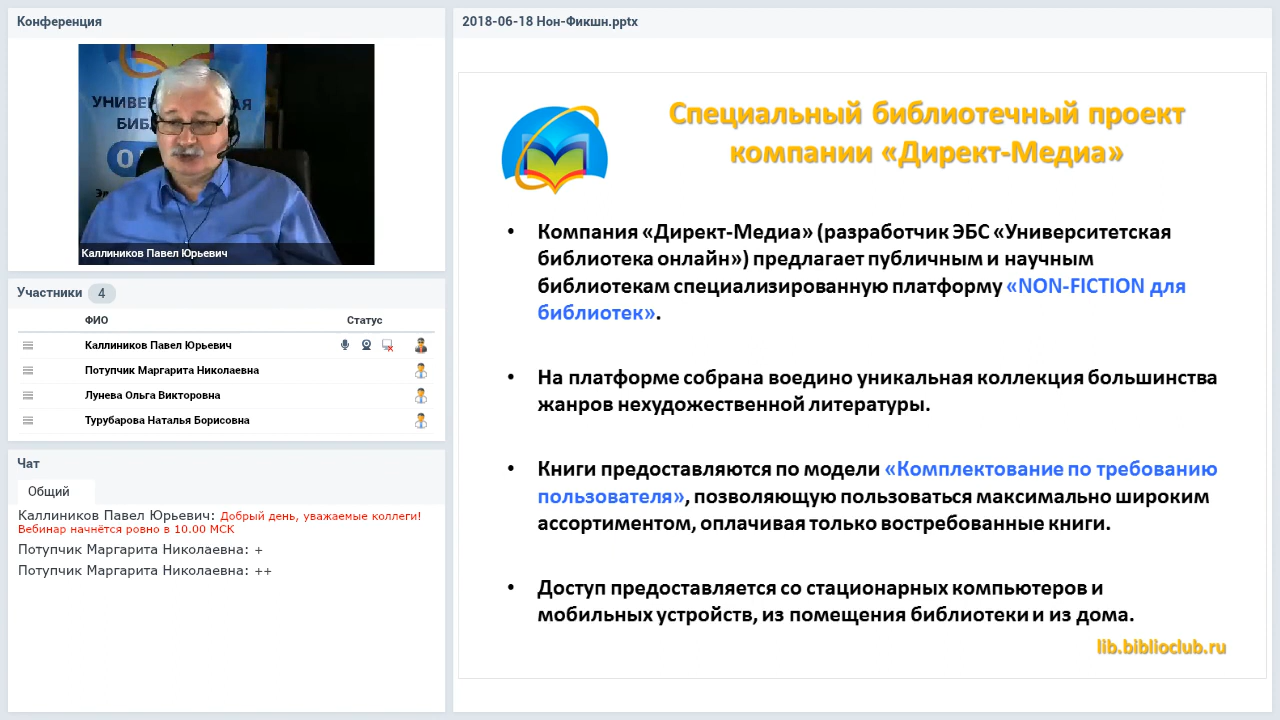 Конференция
УНИВЕР
АЯ
БИБЛ
Каллиников Павел Юрьевич
Участники 4
ФИО Статус
Каллиников Павел Юрьевич
Потупчик Маргарита Николаевна
Лунева Ольга Викторовна
Турубарова Наталья Борисовна
Чат
Общий
Каллиников Павел Юрьевич: Добрый день, уважаемые коллеги!
Вебинар начнётся ровно в 10.00 МСК
Потупчик Маргарита Николаевна: +
Потупчик Маргарита Николаевна: ++
2018-06-18 Нон-Фикшн.pptx
Специальный библиотечный проект
компании «Директ-Медиа»
• Компания «Директ-Медиа» (разработчик ЭБС «Университетская
библиотека онлайн») предлагает публичным и научным
библиотекам специализированную платформу «NON-FICTION для
библиотек».
• На платформе собрана воедино уникальная коллекция большинства
жанров нехудожественной литературы.
• Книги предоставляются по модели «Комплектование по требованию
пользователя», позволяющую пользоваться максимально широким
ассортиментом, оплачивая только востребованные книги.
• Доступ предоставляется со стационарных компьютеров и
мобильных устройств, из помещения библиотеки и из дома.
lib.biblioclub.ru